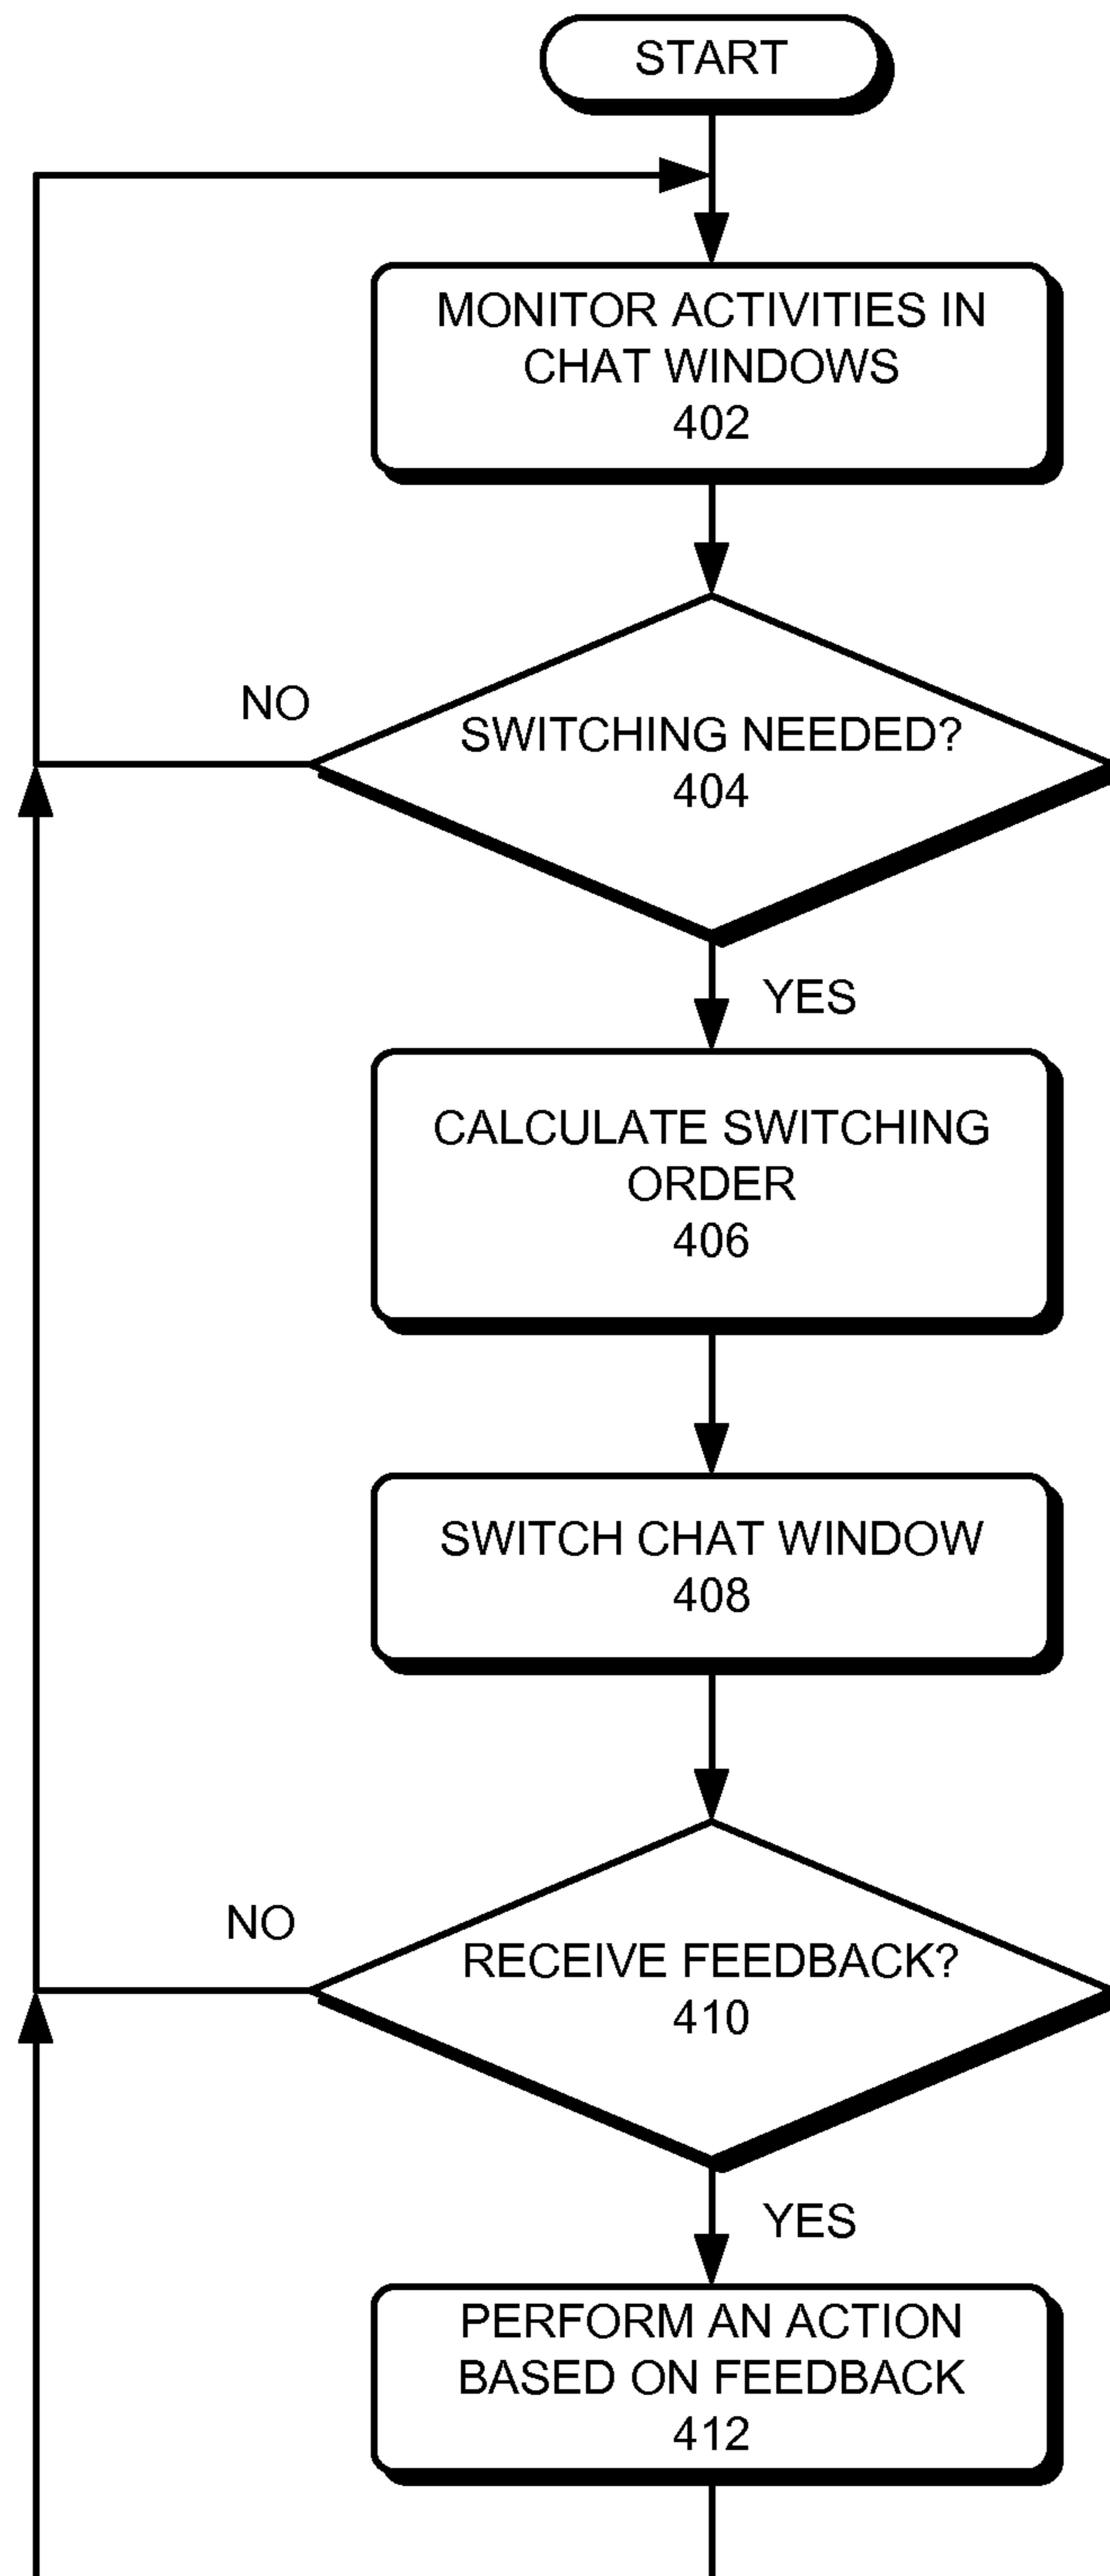 START
MONITOR ACTIVITIES IN
CHAT WINDOWS
402
NO
SWITCHING NEEDED?
404
YES
CALCULATE SWITCHING
ORDER
406
SWITCH CHAT WINDOW
408
NO
RECEIVE FEEDBACK?
410
YES
PERFORM AN ACTION
BASED ON FEEDBACK
412